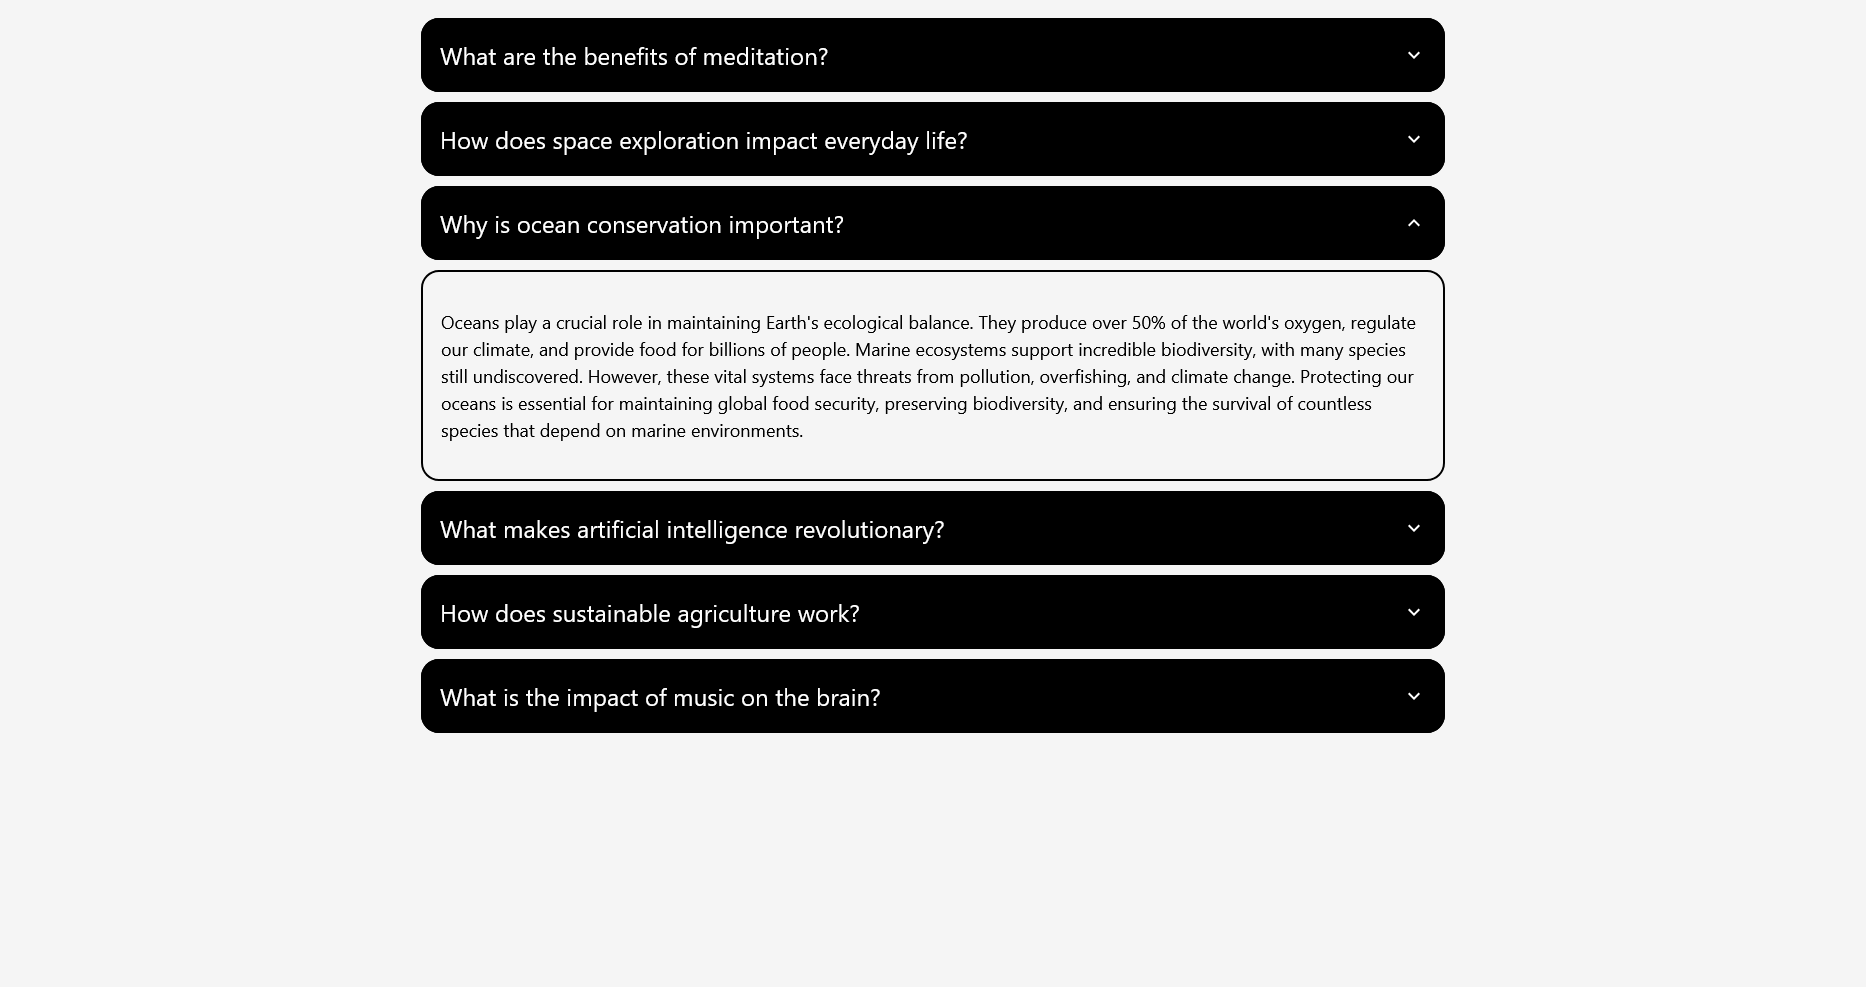 What are the benefits of meditation?
How does space exploration impact everyday life?
Why is ocean conservation important?
Oceans play a crucial role in maintaining Earth's ecological balance. They produce over 50% of the world's oxygen, regulate
our climate, and provide food for billions of people. Marine ecosystems support incredible biodiversity, with many species
still undiscovered. However, these vital systems face threats from pollution, overfishing, and climate change. Protecting our
oceans is essential for maintaining global food security, preserving biodiversity, and ensuring the survival of countless
species that depend on marine environments.
What makes artificial intelligence revolutionary?
How does sustainable agriculture work?
What is the impact of music on the brain?